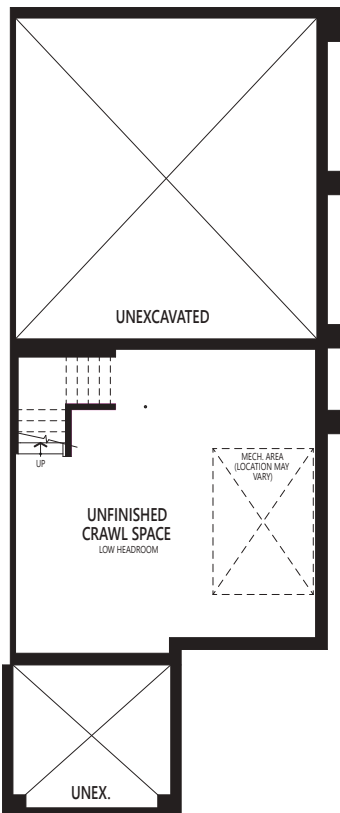 UNEXCAVATED
UP
MECH. AREA
(LOCATION MAY
VARY)
UNFINISHED
CRAWL SPACE
LOW HEADROOM
UNEX.